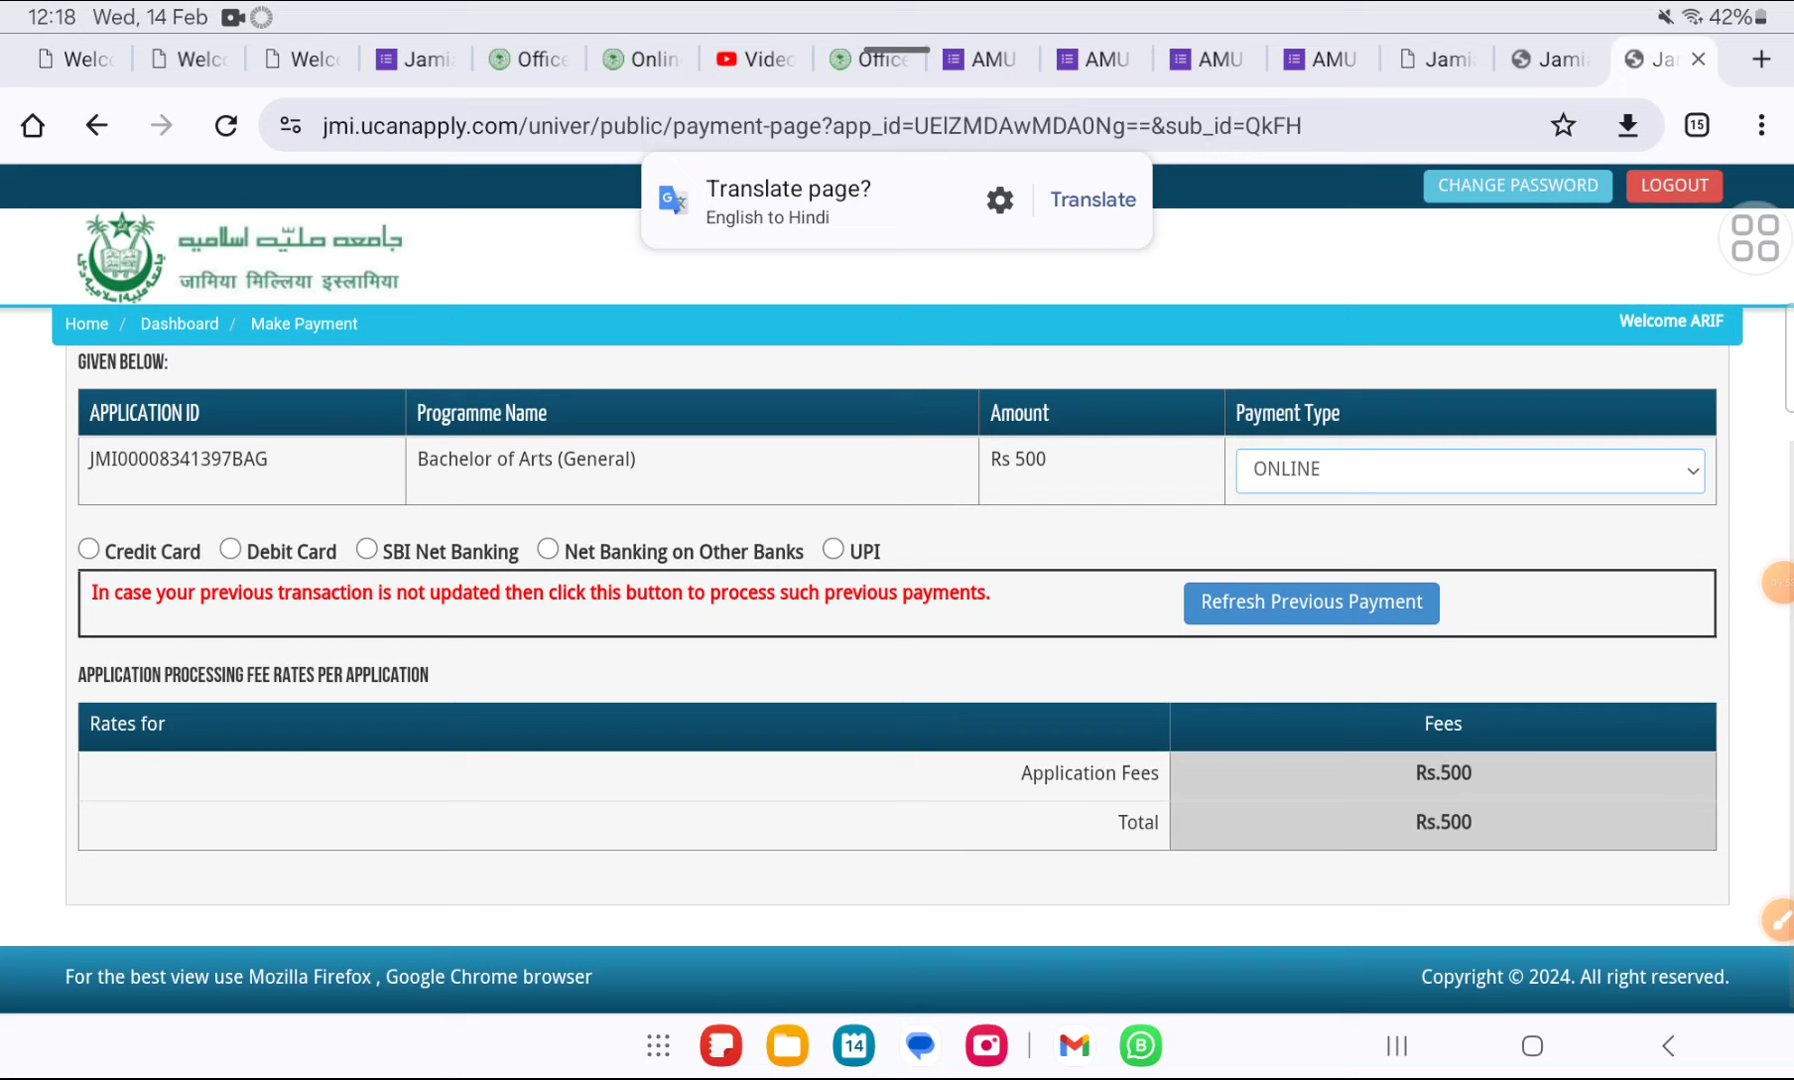 12:18 Wed, 14 Feb 42%
Welc Welc Welc Jami Office Onlin Videc Office AMU AMU AMU AMU Jami Jami Ja
jmi.ucanapply.com/univer/public/payment-page?app_id=UElZMDAwMDA0Ng==&sub_id=QkFH 15
Translate page?
English to Hindi
Translate
CHANGE PASSWORD LOGOUT
جامعه ملّیّه اسلامیه
जामिया मिल्लिया इस्लामिया
Home / Dashboard / Make Payment Welcome ARIF
GIVEN BELOW:
APPLICATION ID Programme Name Amount Payment Type
JMI00008341397BAG Bachelor of Arts (General) Rs 500 ONLINE
Credit Card Debit Card SBI Net Banking Net Banking on Other Banks UPI
In case your previous transaction is not updated then click this button to process such previous payments. Refresh Previous Payment
APPLICATION PROCESSING FEE RATES PER APPLICATION
Rates for Fees
Application Fees Rs.500
Total Rs.500
For the best view use Mozilla Firefox , Google Chrome browser Copyright © 2024. All right reserved.
14